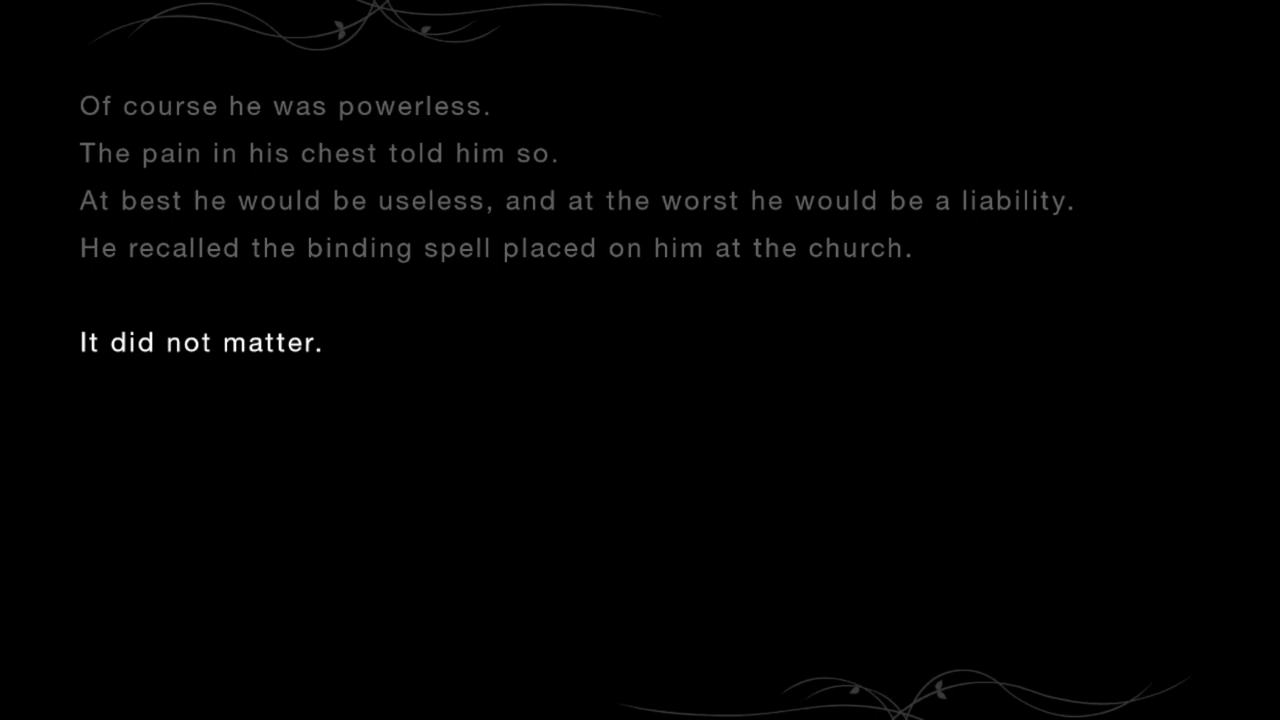 Of course he was powerless.
The pain in his chest told him so.
At best he would be useless, and at the worst he would be a liability.
He recalled the binding spell placed on him at the church.
It did not matter.